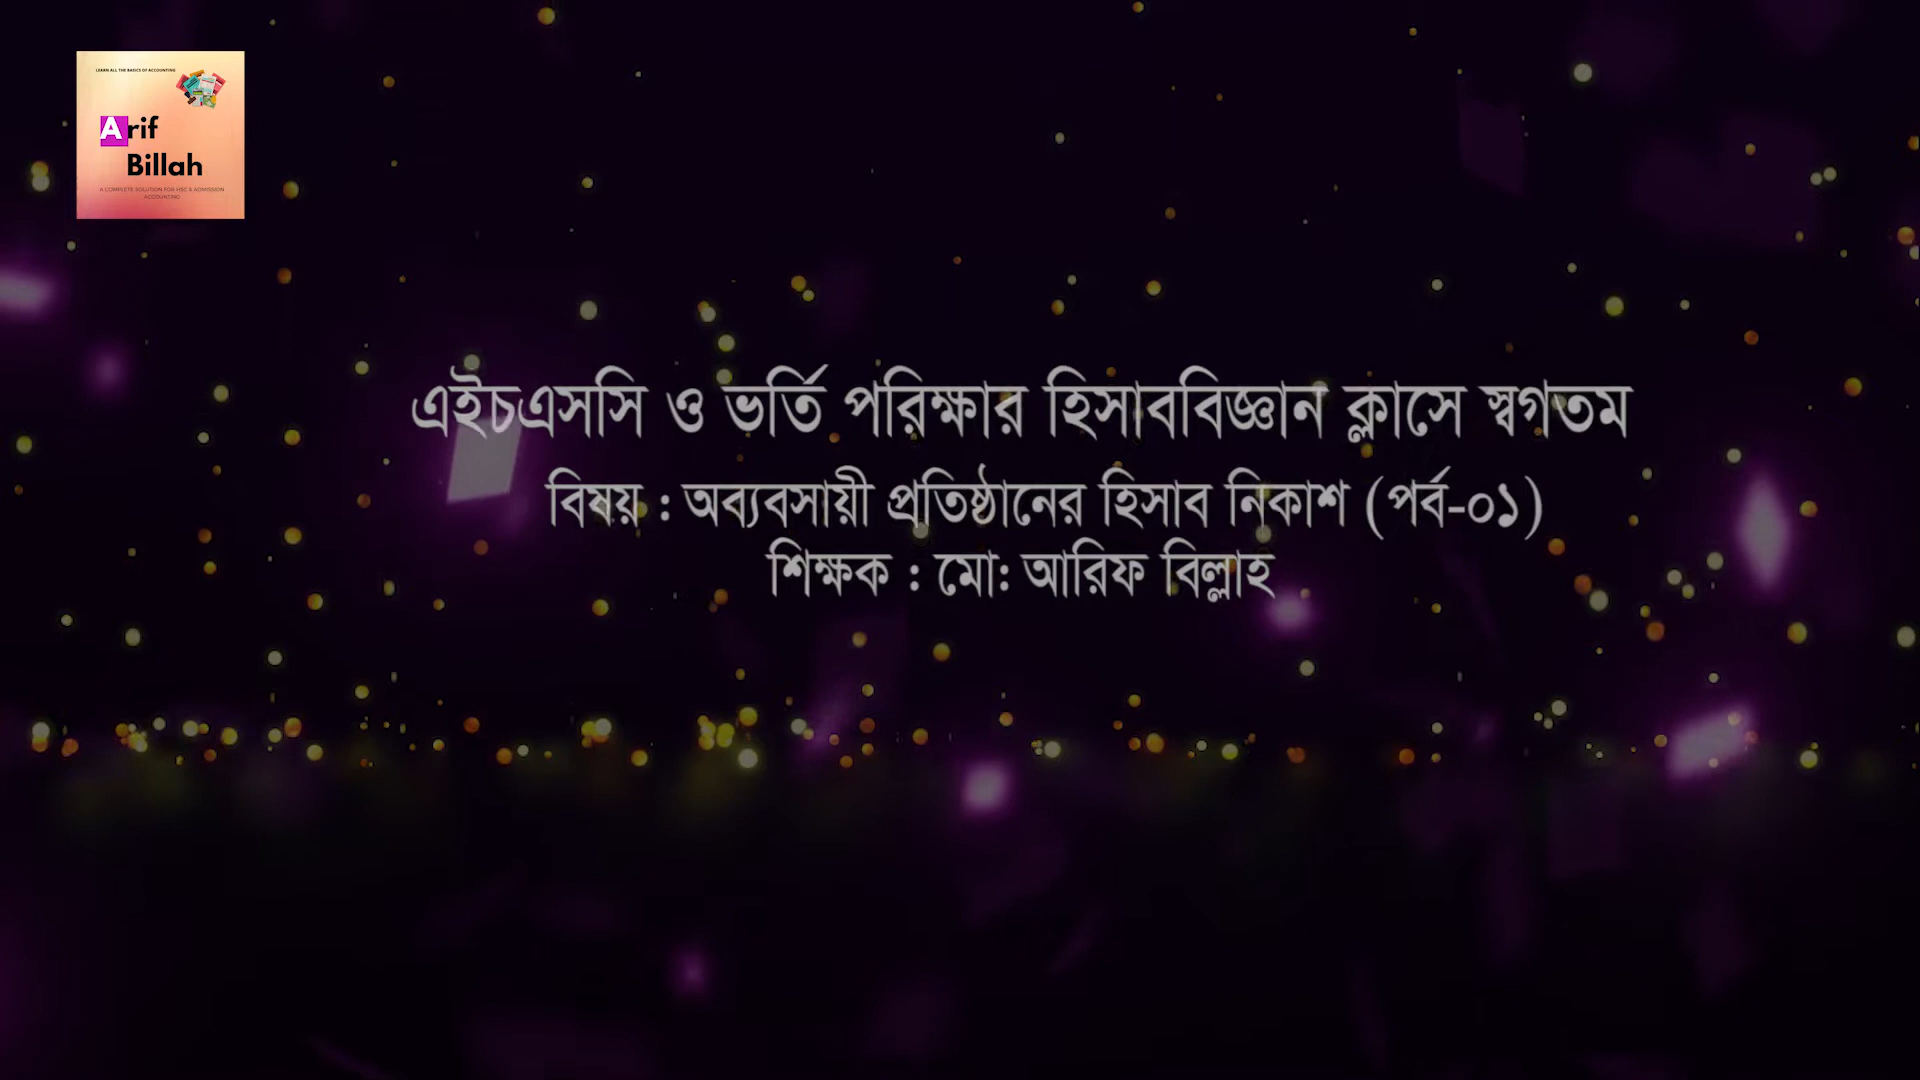 LEARN ALL THE BASICS OF ACCOUNTING
Arif
Billah
A COMPLETE SOLUTION FOR HSC & ADMISSION
ACCOUNTING
এইচএসসি ও ভর্তি পরিক্ষার হিসাববিজ্ঞান ক্লাসে স্বগতম
বিষয় : অব্যবসায়ী প্রতিষ্ঠানের হিসাব নিকাশ (পর্ব-০১)
শিক্ষক : মো: আরিফ বিল্লাহ